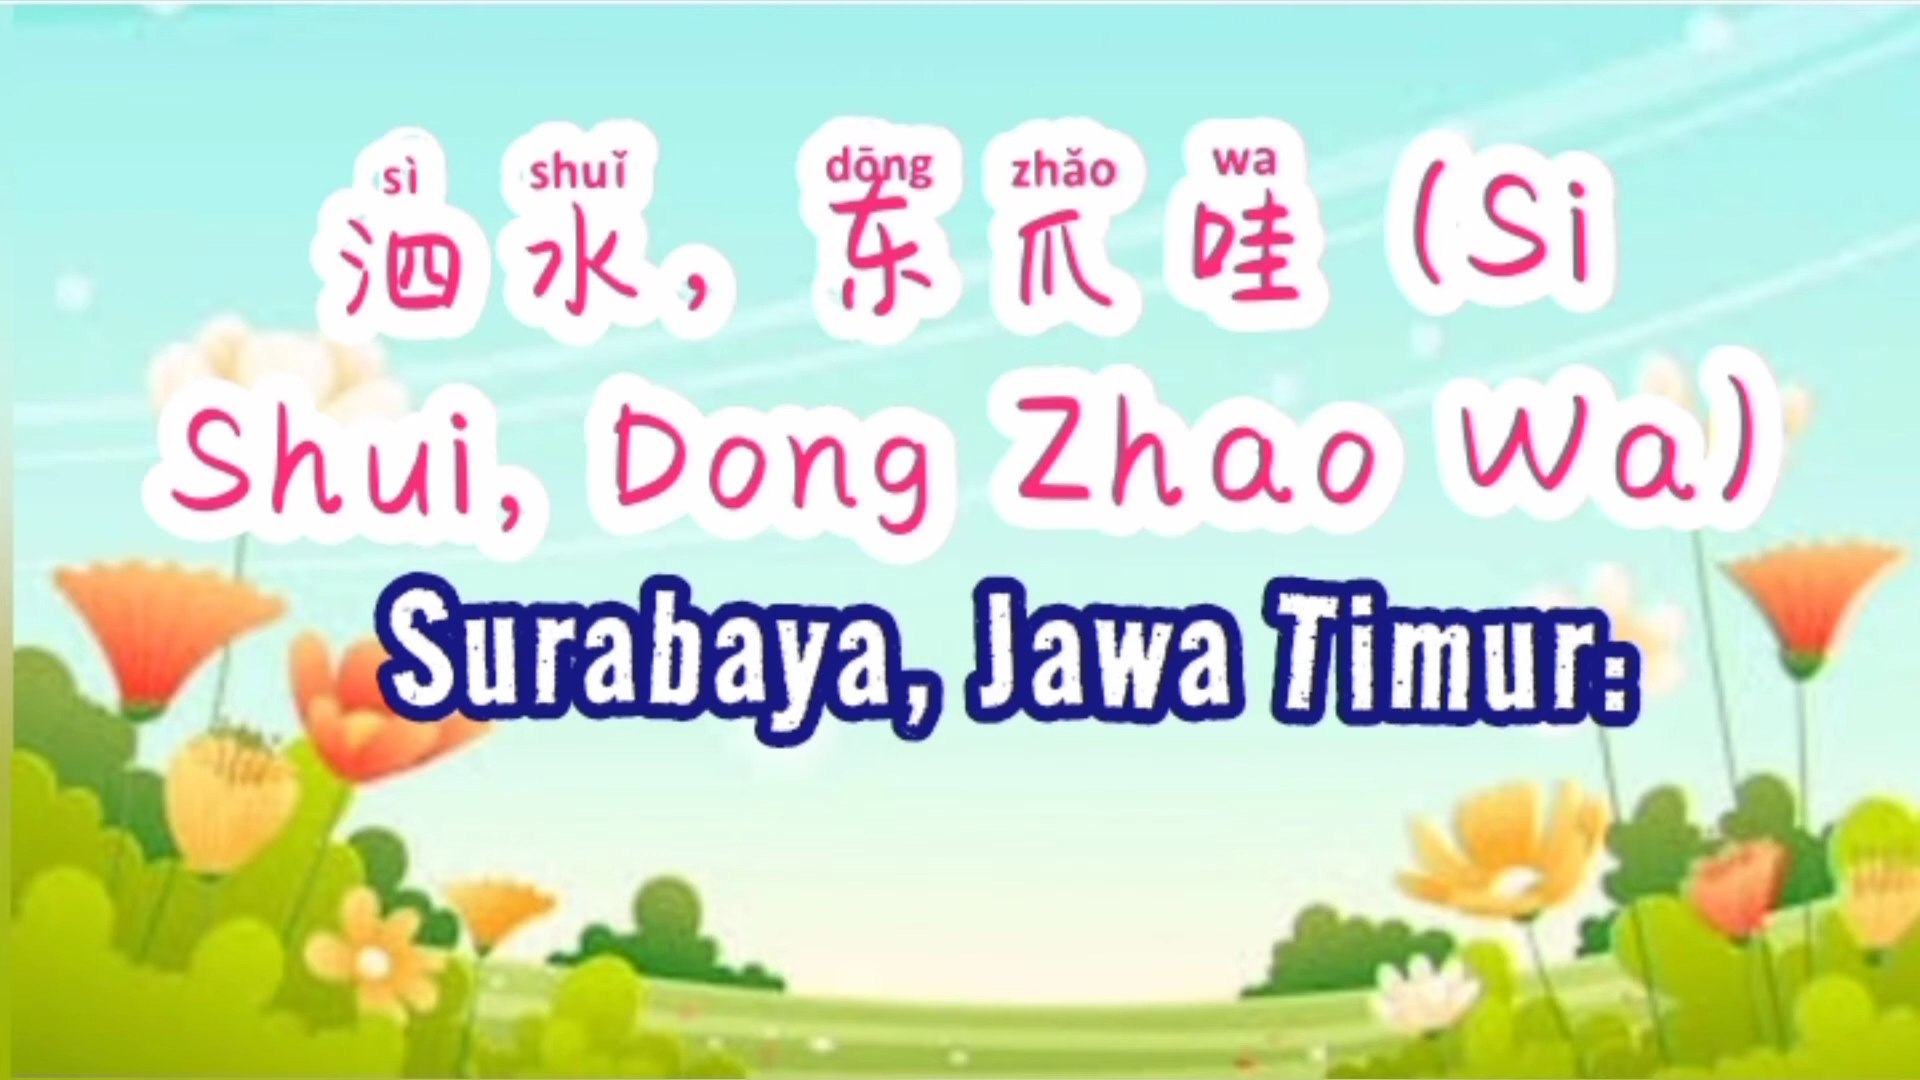 sì shuǐ dōng zhǎo wa
泗水, 东爪哇 (Si
Shui, Dong Zhao Wa)
Surabaya, Jawa Timur: